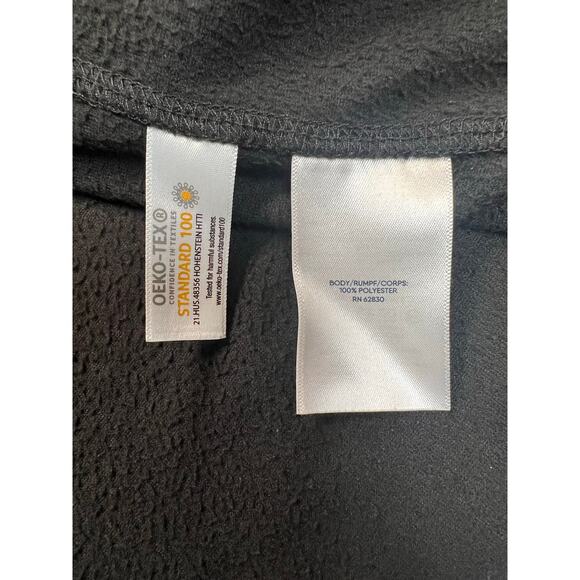 OEKO-TEX®
CONFIDENCE IN TEXTILES
STANDARD 100
21.HUS.48356 HOHENSTEIN HTTI
Tested for harmful substances.
www.oeko-tex.com/standard100
BODY/RUMPF/CORPS:
100% POLYESTER
RN 62830